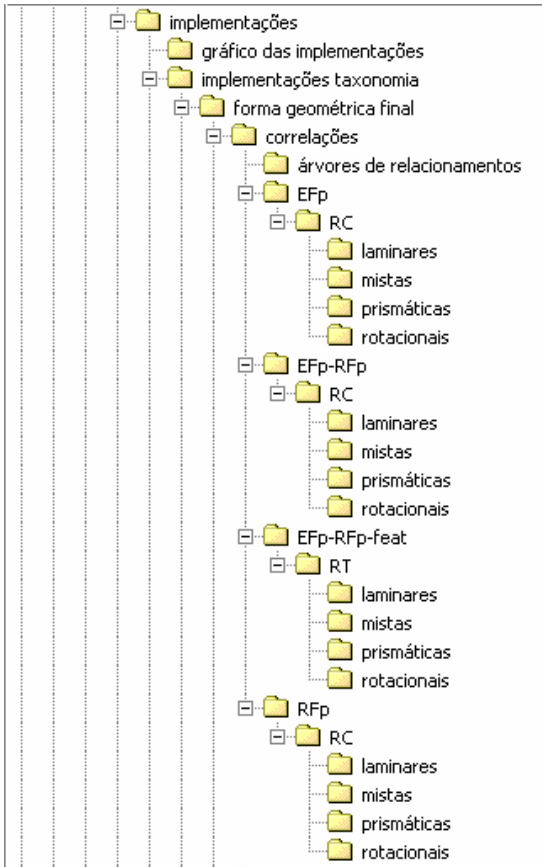 implementações
gráfico das implementações
implementações taxonomia
forma geométrica final
correlações
árvores de relacionamentos
EFp
RC
laminares
mistas
prismáticas
rotacionais
EFp-RFp
RC
laminares
mistas
prismáticas
rotacionais
EFp-RFp-feat
RT
laminares
mistas
prismáticas
rotacionais
RFp
RC
laminares
mistas
prismáticas
rotacionais